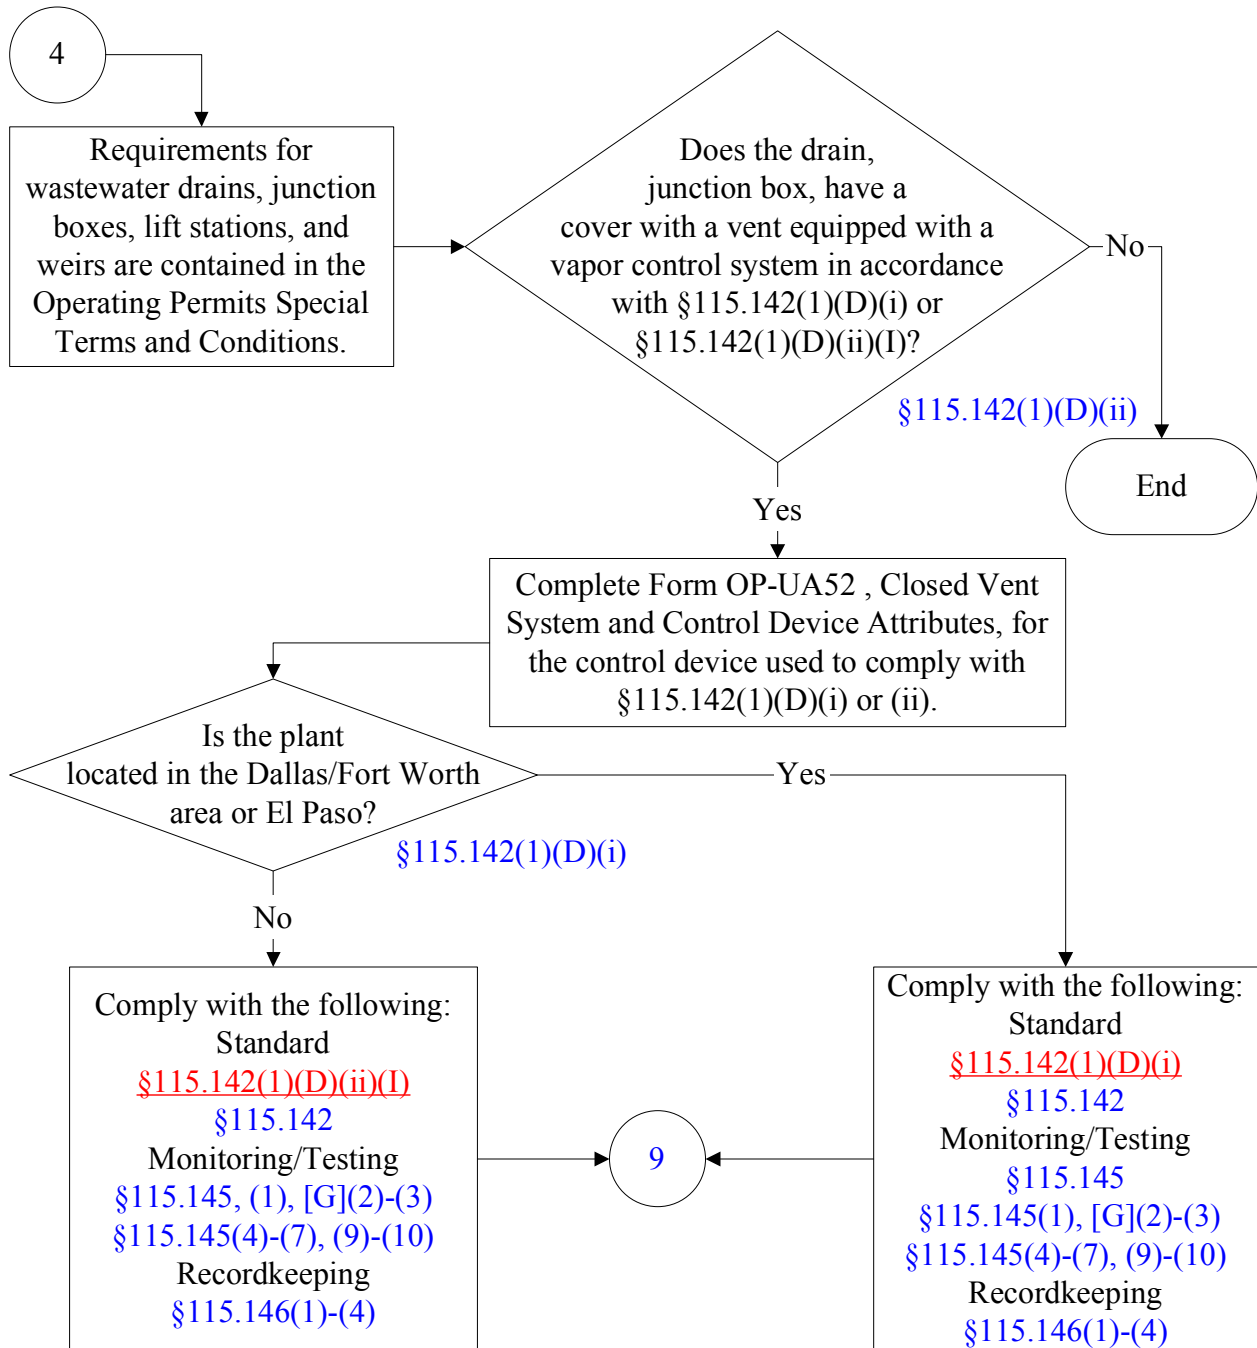 4
Requirements for
wastewater drains, junction
boxes, lift stations, and
weirs are contained in the
Operating Permits Special
Terms and Conditions.
Does the drain,
junction box, have a
cover with a vent equipped with a
vapor control system in accordance
with §115.142(1)(D)(i) or
§115.142(1)(D)(ii)(I)?
No
§115.142(1)(D)(ii)
End
Yes
Complete Form OP-UA52 , Closed Vent
System and Control Device Attributes, for
the control device used to comply with
§115.142(1)(D)(i) or (ii).
Is the plant
located in the Dallas/Fort Worth
area or El Paso?
Yes
§115.142(1)(D)(i)
No
Comply with the following:
Standard
§115.142(1)(D)(ii)(I)
§115.142
Monitoring/Testing
§115.145, (1), [G](2)-(3)
§115.145(4)-(7), (9)-(10)
Recordkeeping
§115.146(1)-(4)
9
Comply with the following:
Standard
§115.142(1)(D)(i)
§115.142
Monitoring/Testing
§115.145
§115.145(1), [G](2)-(3)
§115.145(4)-(7), (9)-(10)
Recordkeeping
§115.146(1)-(4)